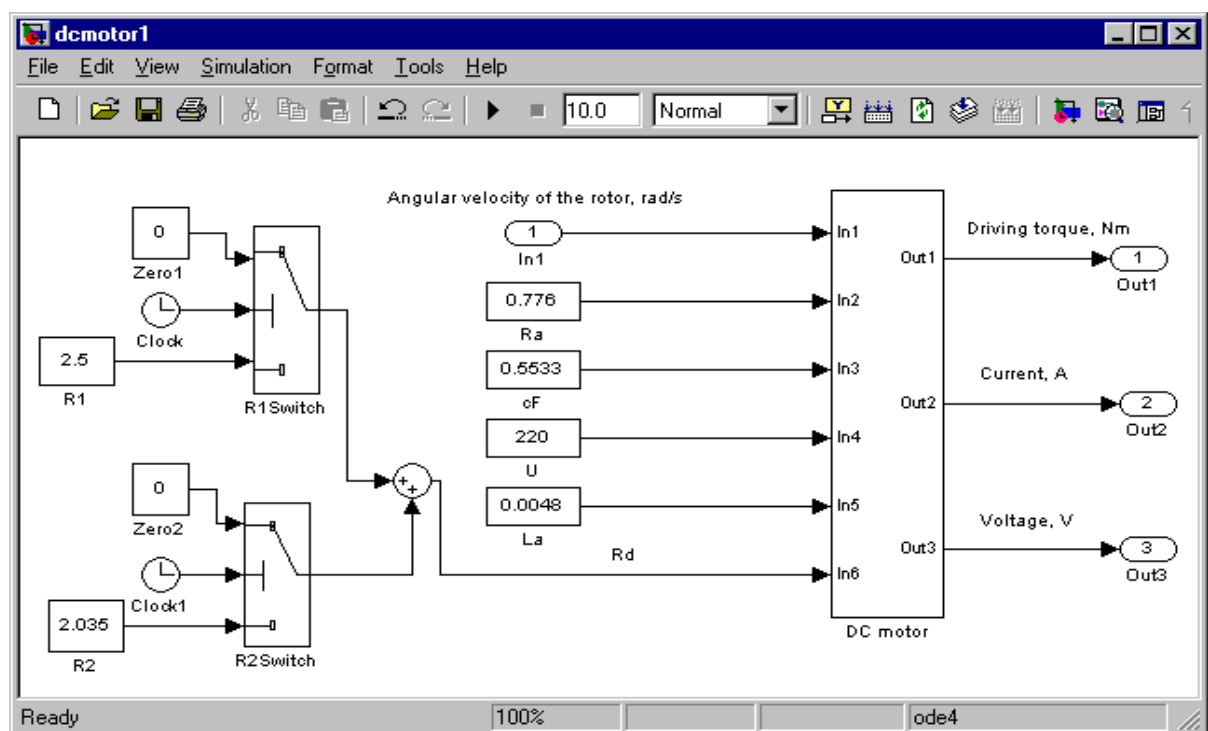 dcmotor1
File Edit View Simulation Format Tools Help
10.0 Normal
Angular velocity of the rotor, rad/s
0
Zero1
Clock
2.5
R1
R1Switch
0
Zero2
Clock1
2.035
R2
R2Switch
+
+
1
In1
0.776
Ra
0.5533
cF
220
U
0.0048
La
Rd
In1
In2
In3
In4
In5
In6
Out1
Out2
Out3
DC motor
Driving torque, Nm
1
Out1
Current, A
2
Out2
Voltage, V
3
Out3
Ready 100% ode4